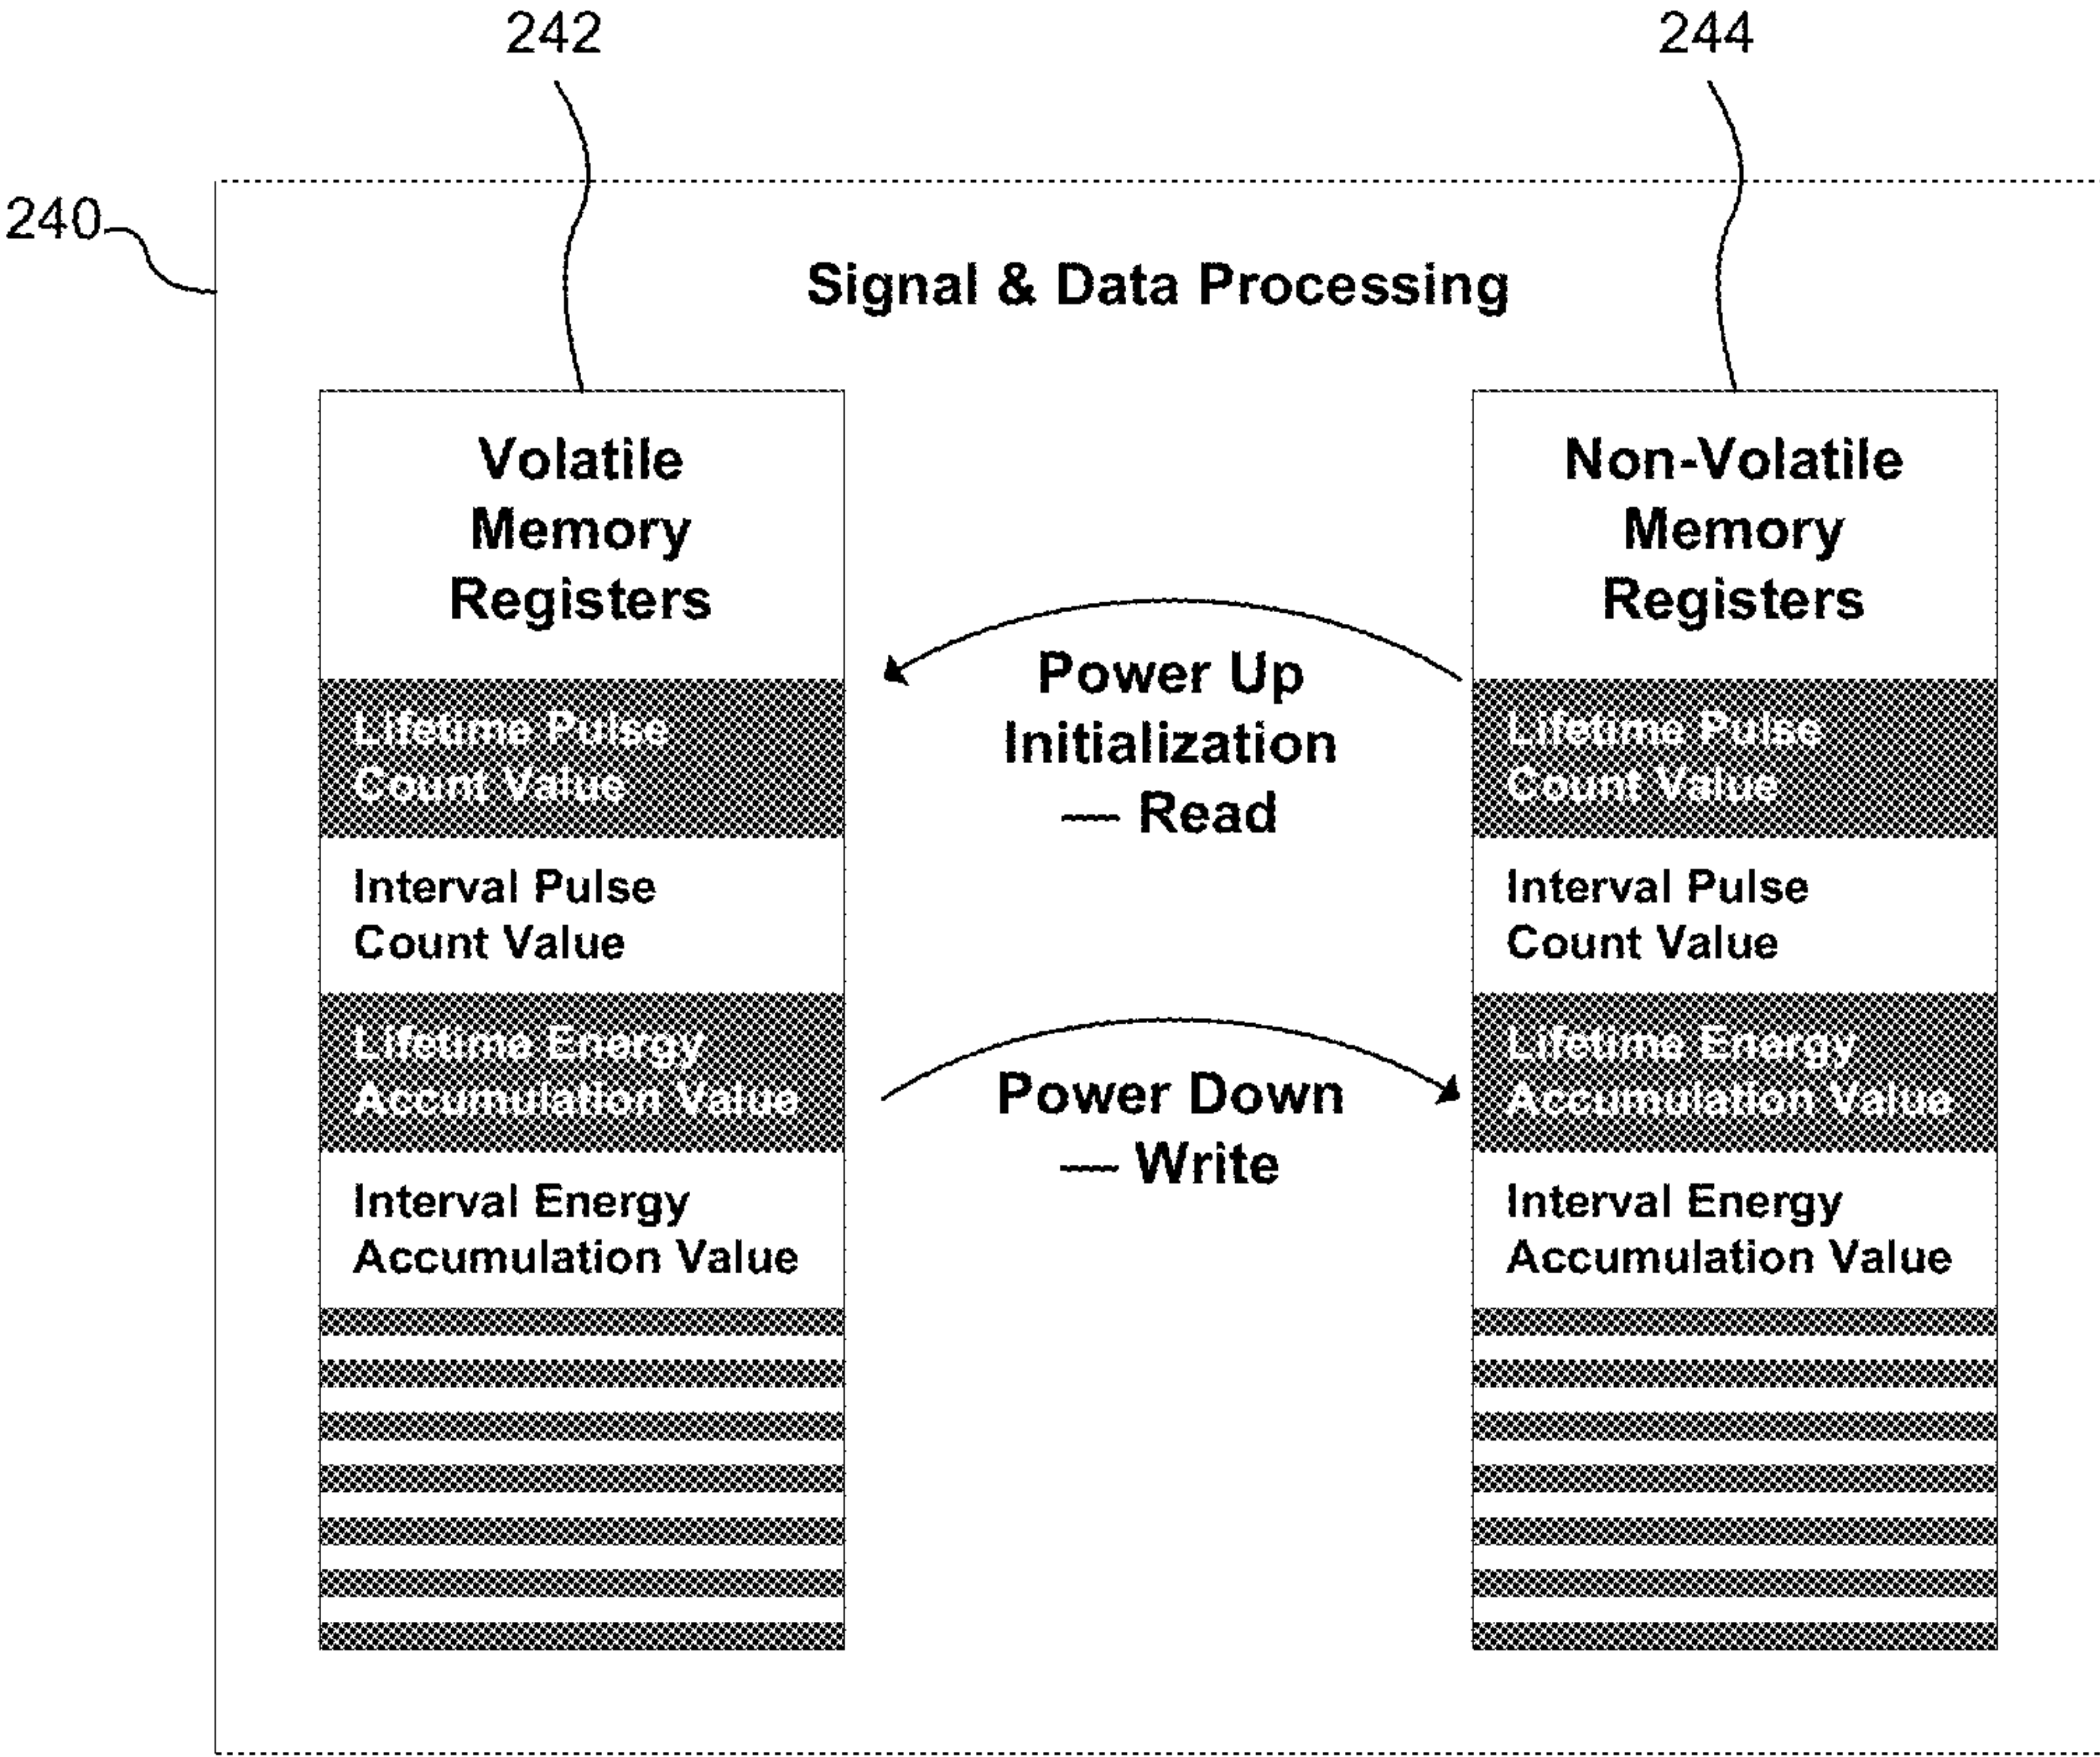 242
244
240
Signal & Data Processing
Volatile
Memory
Registers
Lifetime Pulse
Count Value
Interval Pulse
Count Value
Lifetime Energy
Accumulation Value
Interval Energy
Accumulation Value
Power Up
Initialization
— Read
Power Down
— Write
Non-Volatile
Memory
Registers
Lifetime Pulse
Count Value
Interval Pulse
Count Value
Lifetime Energy
Accumulation Value
Interval Energy
Accumulation Value